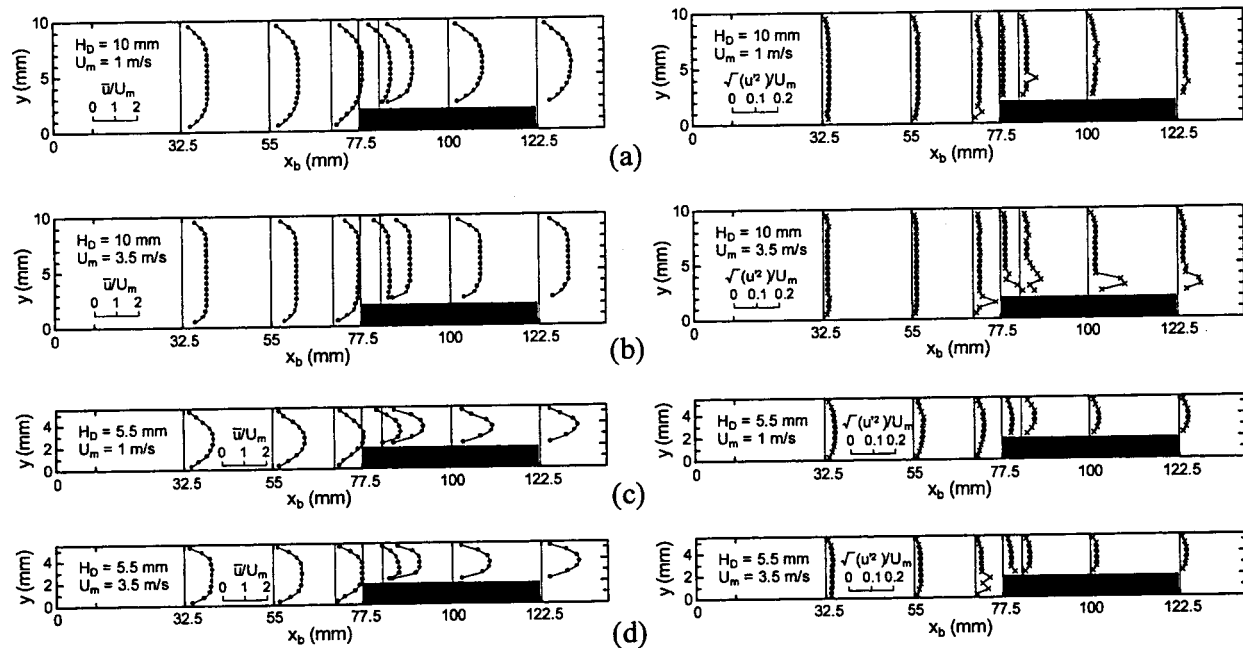 10
5
0
y (mm)
H_D = 10 mm
U_m = 1 m/s
u̅/U_m
0 1 2
0 32.5 55 77.5 100 122.5
x_b (mm)
10
5
0
y (mm)
H_D = 10 mm
U_m = 1 m/s
√(u'²)/U_m
0 0.1 0.2
0 32.5 55 77.5 100 122.5
x_b (mm)
(a)
10
5
0
y (mm)
H_D = 10 mm
U_m = 3.5 m/s
u̅/U_m
0 1 2
0 32.5 55 77.5 100 122.5
x_b (mm)
10
5
0
y (mm)
H_D = 10 mm
U_m = 3.5 m/s
√(u'²)/U_m
0 0.1 0.2
0 32.5 55 77.5 100 122.5
x_b (mm)
(b)
4
2
0
y (mm)
H_D = 5.5 mm
U_m = 1 m/s
u̅/U_m
0 1 2
0 32.5 55 77.5 100 122.5
x_b (mm)
4
2
0
y (mm)
H_D = 5.5 mm
U_m = 1 m/s
√(u'²)/U_m
0 0.1 0.2
0 32.5 55 77.5 100 122.5
x_b (mm)
(c)
4
2
0
y (mm)
H_D = 5.5 mm
U_m = 3.5 m/s
u̅/U_m
0 1 2
0 32.5 55 77.5 100 122.5
x_b (mm)
4
2
0
y (mm)
H_D = 5.5 mm
U_m = 3.5 m/s
√(u'²)/U_m
0 0.1 0.2
0 32.5 55 77.5 100 122.5
x_b (mm)
(d)